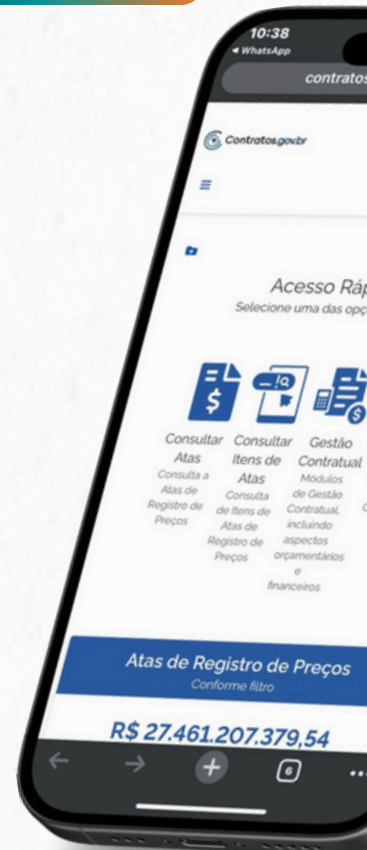 10:38
◀ WhatsApp
contratos
Contratos.gov.br
Acesso Ráp
Selecione uma das opç
Consultar Atas
Consulta a Atas de Registro de Preços
Consultar Itens de Atas
Consulta de Itens de Atas de Registro de Preços
Gestão Contratual
Módulos de Gestão Contratual, incluindo aspectos orçamentários e financeiros
Atas de Registro de Preços
Conforme filtro
R$ 27.461.207.379,54
6